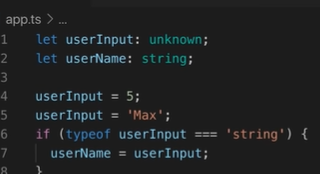 app.ts > ...
1 let userInput: unknown;
2 let userName: string;
3
4 userInput = 5;
5 userInput = 'Max';
6 if (typeof userInput === 'string') {
7 userName = userInput;
8 }